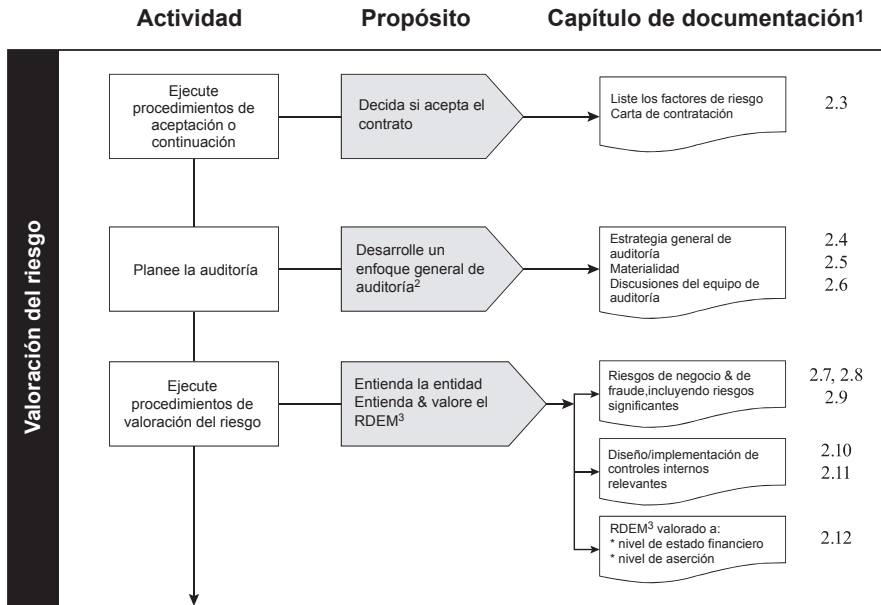 Actividad
Propósito
Capítulo de documentación1
Valoración del riesgo
Ejecute
procedimientos de
aceptación o
continuación
Decida si acepta el
contrato
Liste los factores de riesgo
Carta de contratación
2.3
Planee la auditoría
Desarrolle un
enfoque general de
auditoría2
Estrategia general de
auditoría
Materialidad
Discusiones del equipo de
auditoría
2.4
2.5
2.6
Ejecute
procedimientos de
valoración del riesgo
Entienda la entidad
Entienda & valore el
RDEM3
Riesgos de negocio & de
fraude,incluyendo riesgos
significantes
2.7, 2.8
2.9
Diseño/implementación de
controles internos
relevantes
2.10
2.11
RDEM3 valorado a:
* nivel de estado financiero
* nivel de aserción
2.12